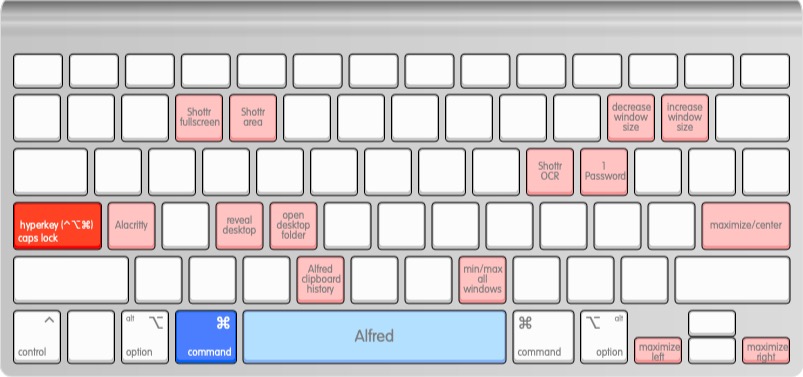 Shottr
fullscreen
Shottr
area
decrease
window
size
increase
window
size
Shottr
OCR
1
Password
hyperkey (^⌥⌘)
caps lock
Alacritty
reveal
desktop
open
desktop
folder
maximize/center
Alfred
clipboard
history
min/max
all
windows
^
control
alt ⌥
option
⌘
command
Alfred
⌘
command
⌥ alt
option
maximize
left
maximize
right